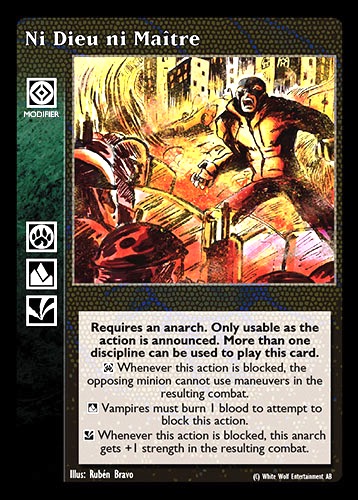 Ni Dieu ni Maitre
MODIFIER
Requires an anarch. Only usable as the
action is announced. More than one
discipline can be used to play this card.
Whenever this action is blocked, the
opposing minion cannot use maneuvers in the
resulting combat.
Vampires must burn 1 blood to attempt to
block this action.
Whenever this action is blocked, this anarch
gets +1 strength in the resulting combat.
Illus: Rubén Bravo
(C) White Wolf Entertainment AB